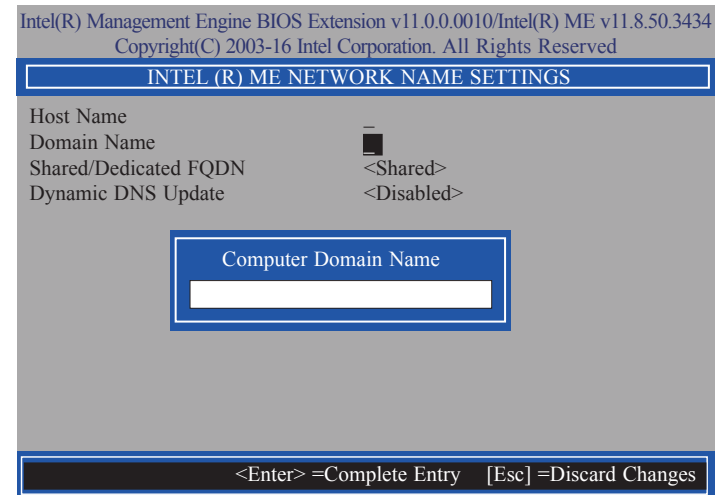 Intel(R) Management Engine BIOS Extension v11.0.0.0010/Intel(R) ME v11.8.50.3434
Copyright(C) 2003-16 Intel Corporation. All Rights Reserved
INTEL (R) ME NETWORK NAME SETTINGS
Host Name _
Domain Name _
Shared/Dedicated FQDN <Shared>
Dynamic DNS Update <Disabled>
Computer Domain Name
<Enter> =Complete Entry [Esc] =Discard Changes